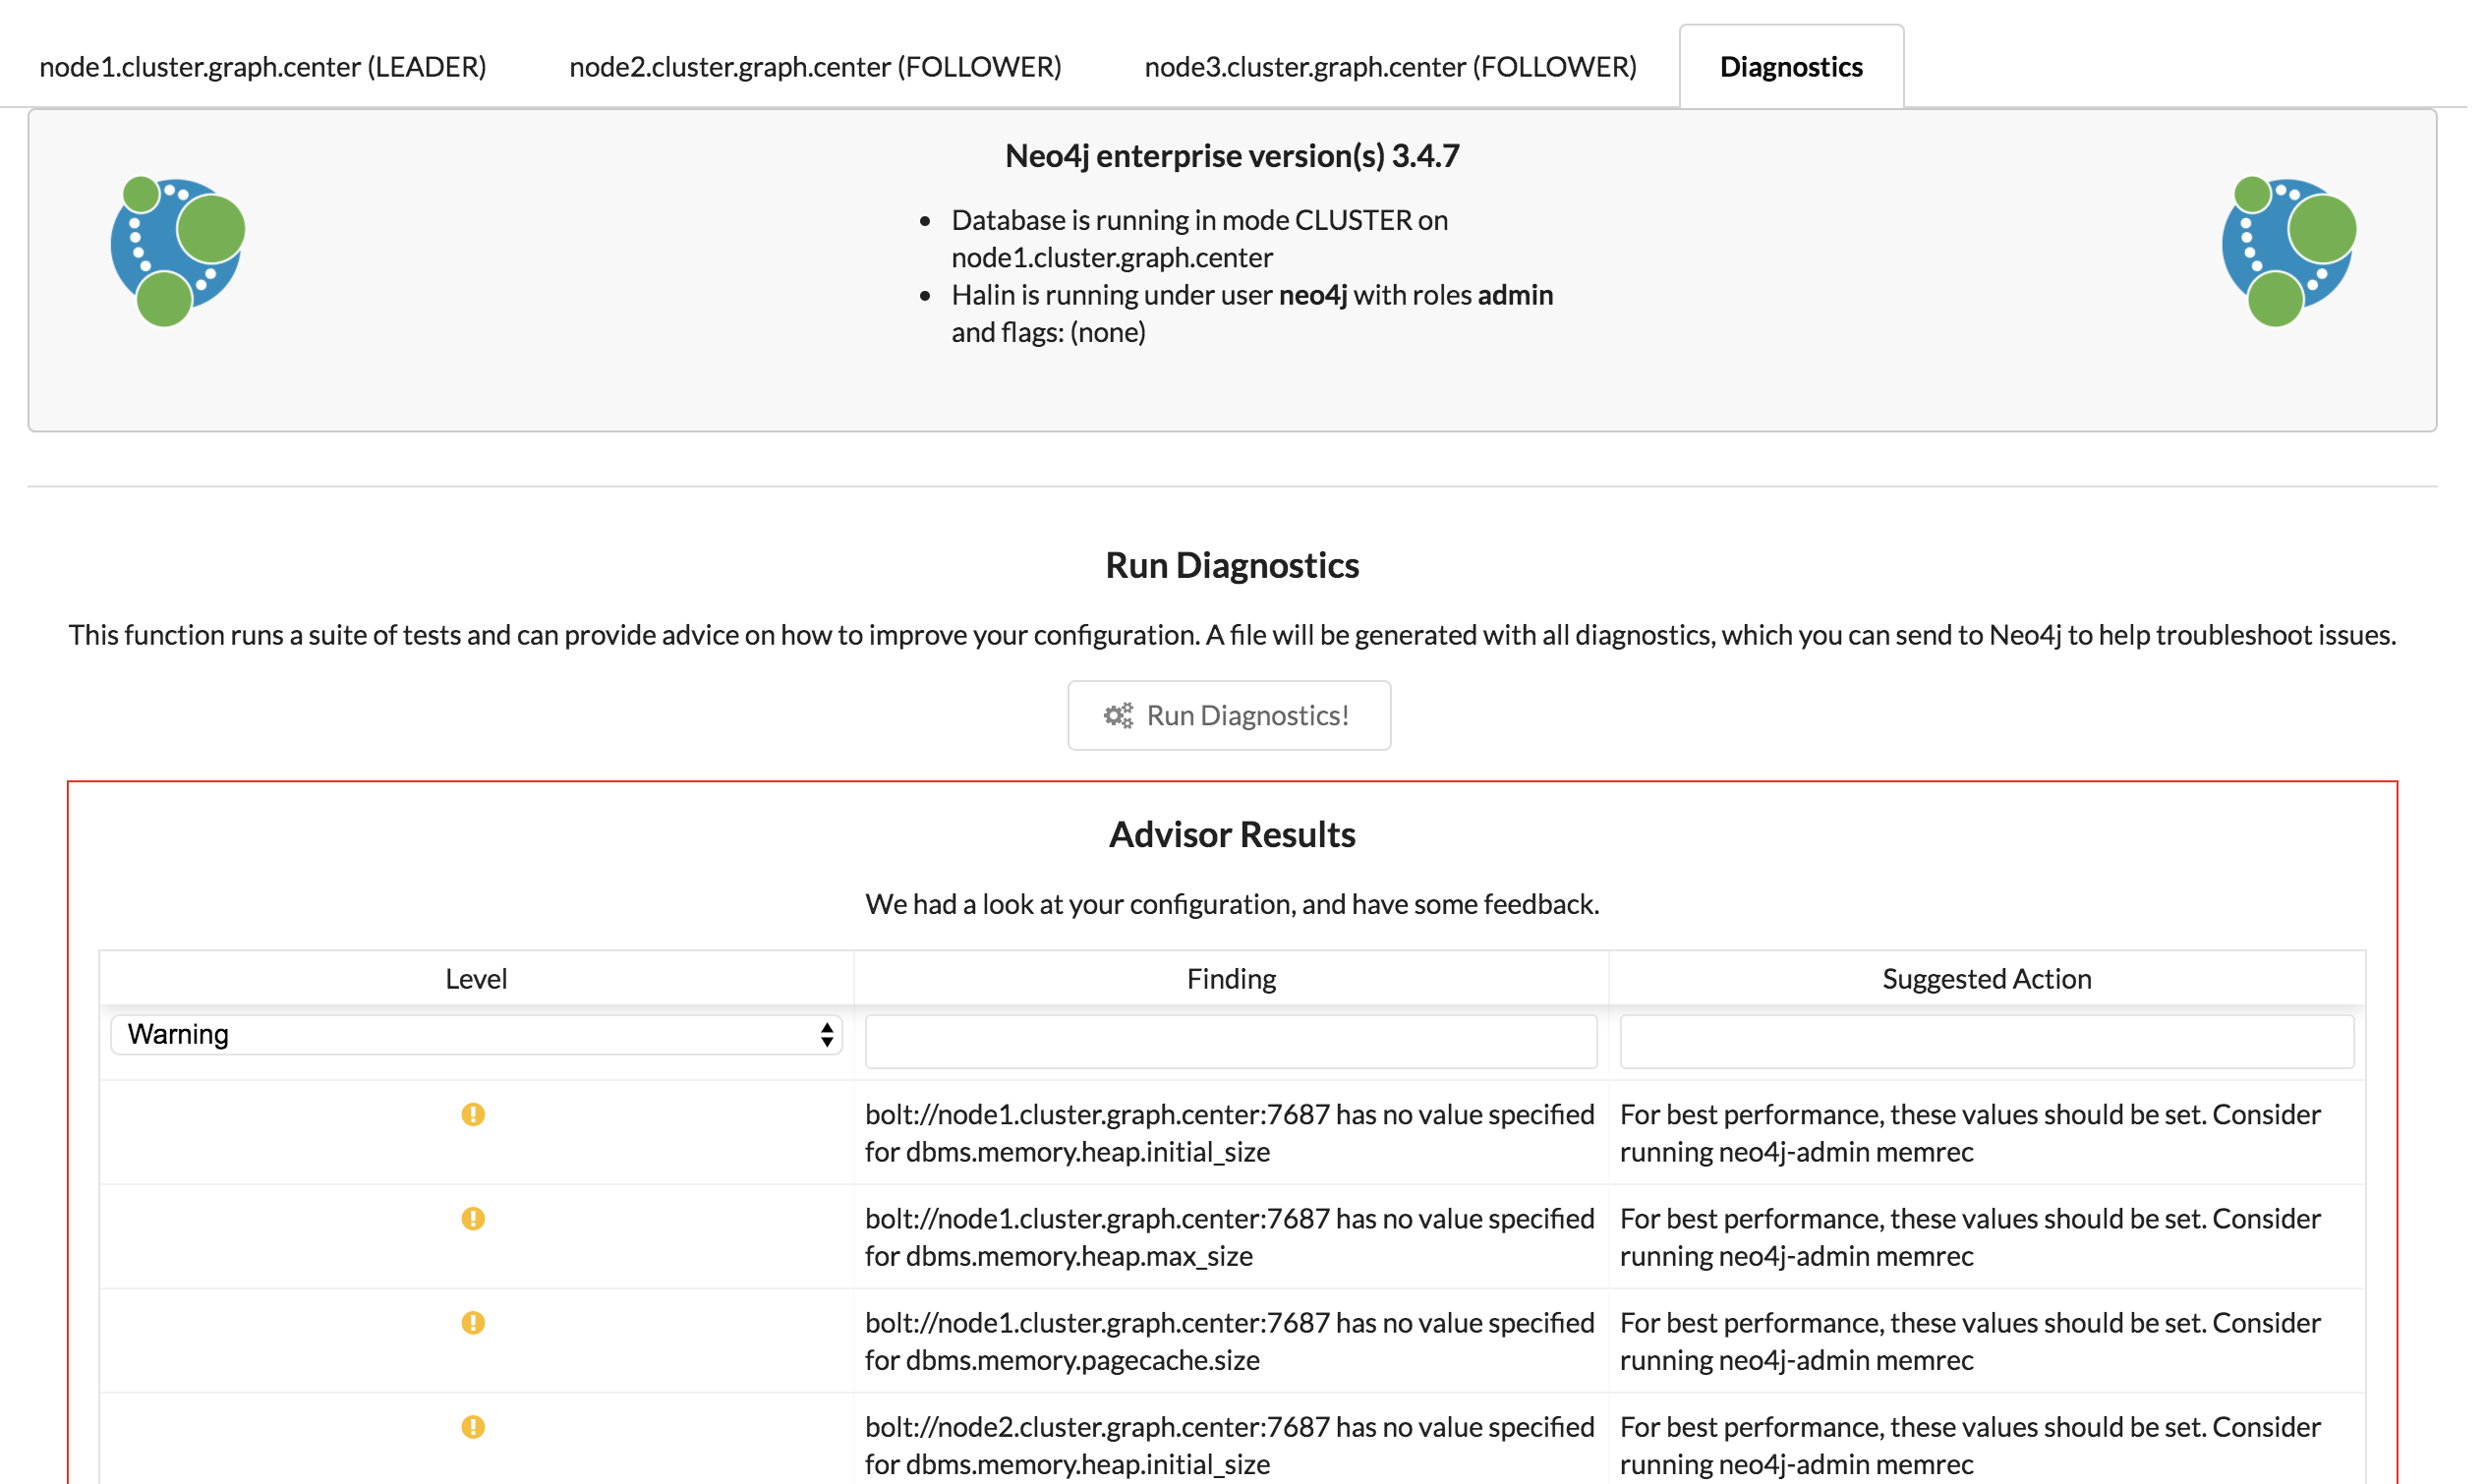 node1.cluster.graph.center (LEADER)
node2.cluster.graph.center (FOLLOWER)
node3.cluster.graph.center (FOLLOWER)
Diagnostics
Neo4j enterprise version(s) 3.4.7
• Database is running in mode CLUSTER on
node1.cluster.graph.center
• Halin is running under user neo4j with roles admin
and flags: (none)
Run Diagnostics
This function runs a suite of tests and can provide advice on how to improve your configuration. A file will be generated with all diagnostics, which you can send to Neo4j to help troubleshoot issues.
Run Diagnostics!
Advisor Results
We had a look at your configuration, and have some feedback.
Level
Finding
Suggested Action
Warning
bolt://node1.cluster.graph.center:7687 has no value specified
for dbms.memory.heap.initial_size
For best performance, these values should be set. Consider
running neo4j-admin memrec
bolt://node1.cluster.graph.center:7687 has no value specified
for dbms.memory.heap.max_size
For best performance, these values should be set. Consider
running neo4j-admin memrec
bolt://node1.cluster.graph.center:7687 has no value specified
for dbms.memory.pagecache.size
For best performance, these values should be set. Consider
running neo4j-admin memrec
bolt://node2.cluster.graph.center:7687 has no value specified
for dbms.memory.heap.initial_size
For best performance, these values should be set. Consider
running neo4j-admin memrec